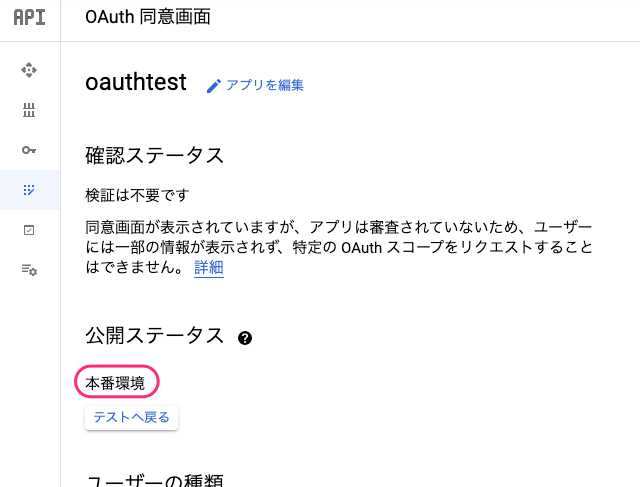 API
OAuth 同意画面
oauthtest
アプリを編集
確認ステータス
検証は不要です
同意画面が表示されていますが、アプリは審査されていないため、ユーザー
には一部の情報が表示されず、特定の OAuth スコープをリクエストすること
はできません。 詳細
公開ステータス ?
本番環境
テストへ戻る
ユーザーの種類